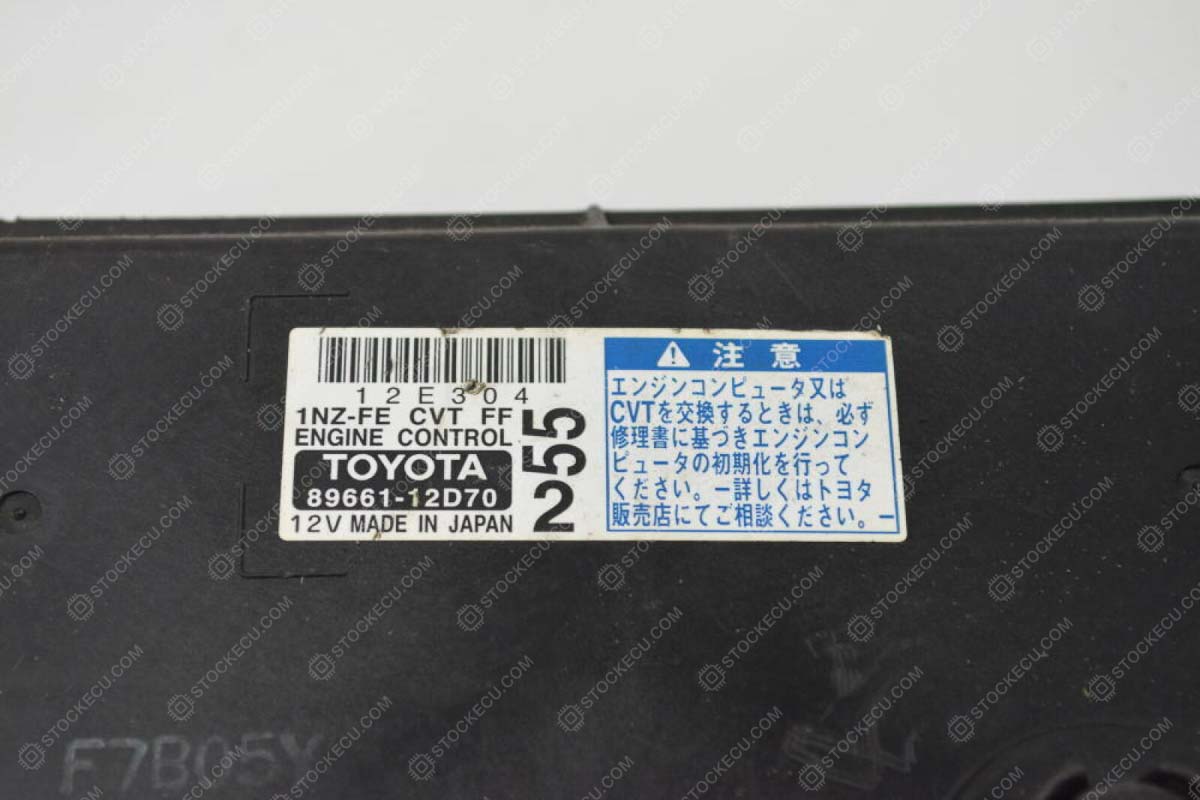 12E304
1NZ-FE CVT FF
ENGINE CONTROL
TOYOTA
89661-12D70
12V MADE IN JAPAN
255
注意
エンジンコンピュータ又は
CVTを交換するときは、必ず
修理書に基づきエンジンコン
ピュータの初期化を行って
ください。ー詳しくはトヨタ
販売店にてご相談ください。ー
F7B05Y
STOCKECU.COM